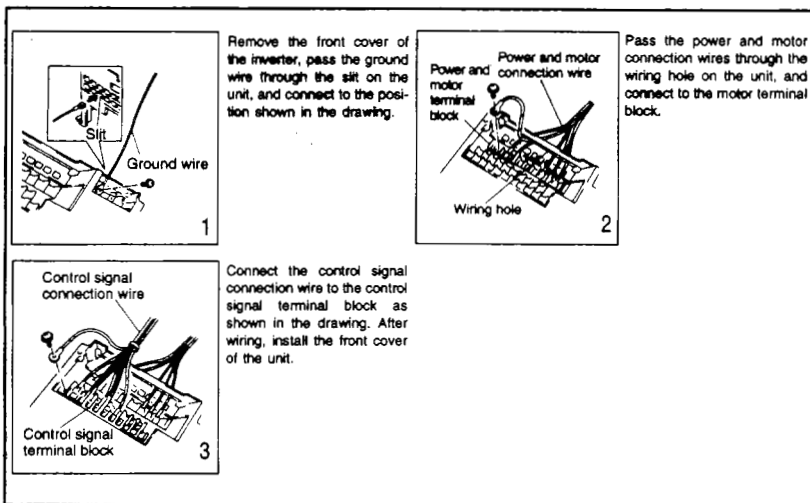 Slit
Ground wire
1
Remove the front cover of
the inverter, pass the ground
wire through the slit on the
unit, and connect to the posi-
tion shown in the drawing.
Power and
motor
terminal
block
Power and motor
connection wire
Wiring hole
2
Pass the power and motor
connection wires through the
wiring hole on the unit, and
connect to the motor terminal
block.
Control signal
connection wire
Control signal
terminal block
3
Connect the control signal
connection wire to the control
signal terminal block as
shown in the drawing. After
wiring, install the front cover
of the unit.